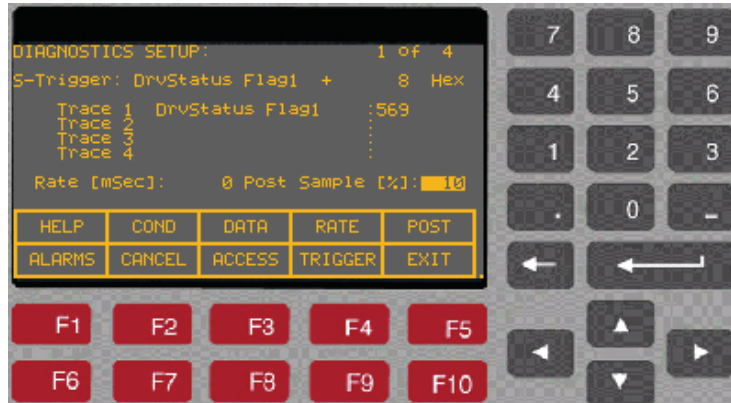 DIAGNOSTICS SETUP: 1 of 4
S-Trigger: DrvStatus Flag1 + 8 Hex
Trace 1 DrvStatus Flag1 :569
Trace 2 :
Trace 3 :
Trace 4 :
Rate [mSec]: 0 Post Sample [%]: 10
HELP COND DATA RATE POST
ALARMS CANCEL ACCESS TRIGGER EXIT
F1 F2 F3 F4 F5
F6 F7 F8 F9 F10
7 8 9
4 5 6
1 2 3
. 0 -